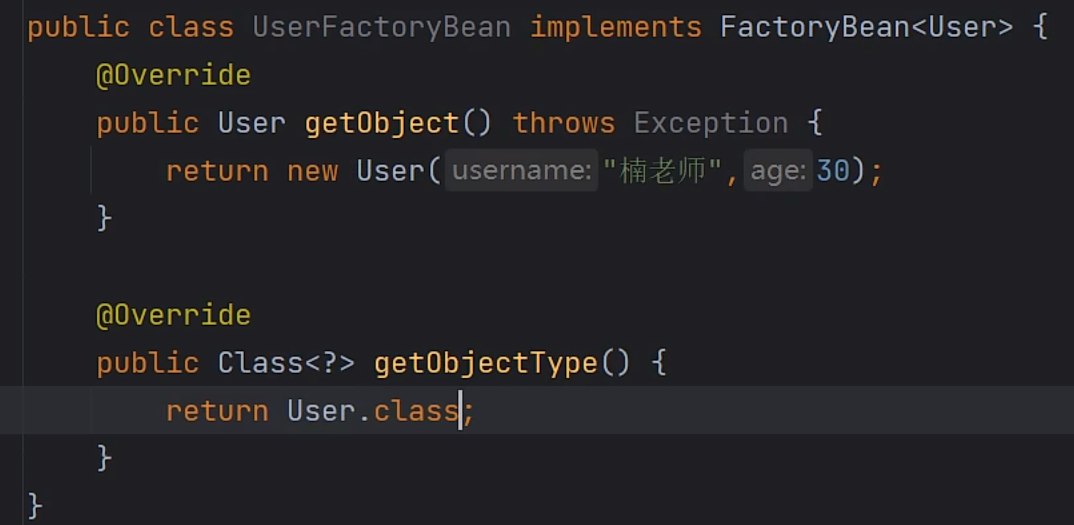 public class UserFactoryBean implements FactoryBean<User> {
@Override
public User getObject() throws Exception {
return new User( username: "楠老师", age: 30);
}
@Override
public Class<?> getObjectType() {
return User.class;
}
}